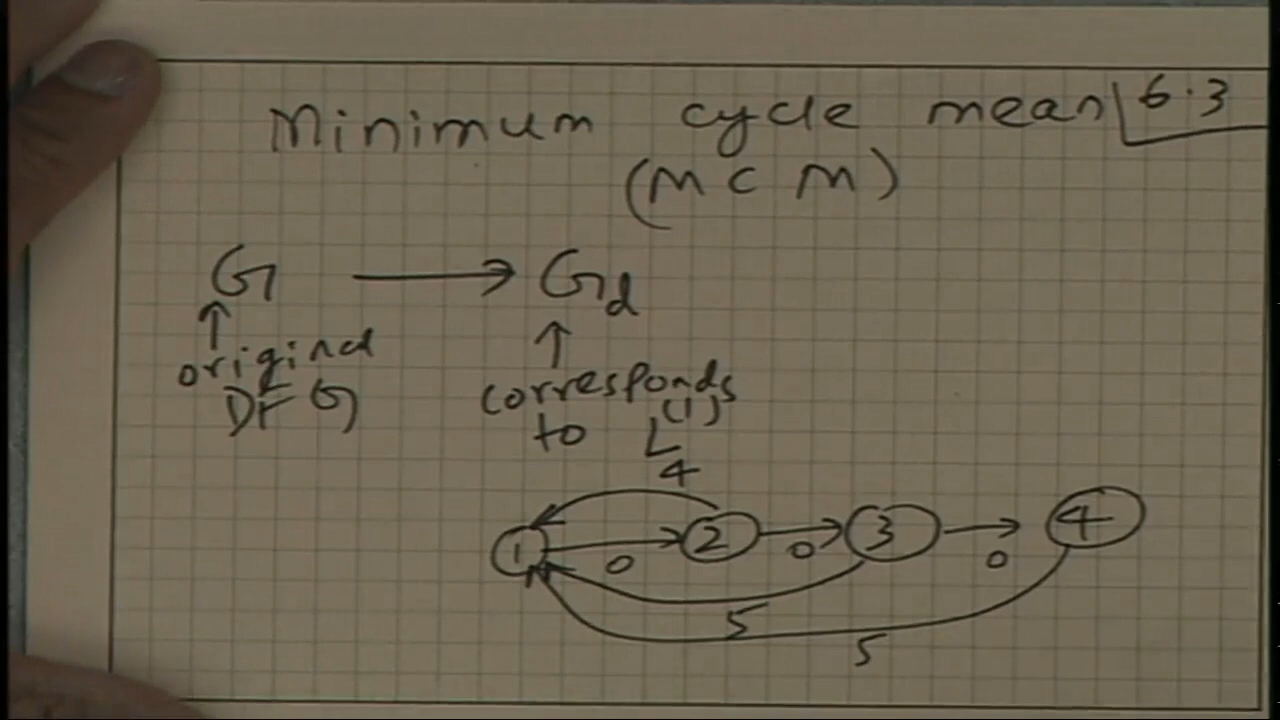 Minimum cycle mean 6.3
(MCM)
G → Gd
↑ ↑
original corresponds
DFG to L(1)
4
1 0 2 0 3 0 4
5
5